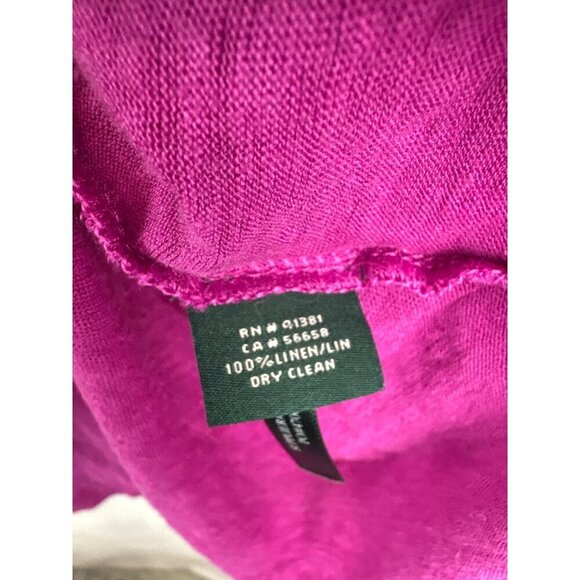 RN # 41381
CA # 56658
100% LINEN/LIN
DRY CLEAN